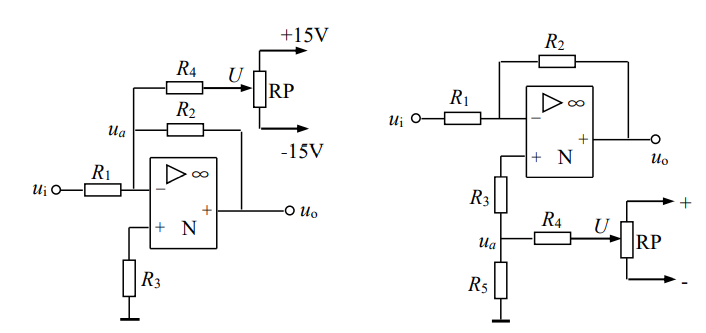 +15V
R4
U
RP
ua
R2
-15V
R1
ui
▷ ∞
-
+
+ N
uo
R3
R2
R1
▷ ∞
ui
-
+
+ N
uo
R3
R4
U
+
ua
RP
R5
-